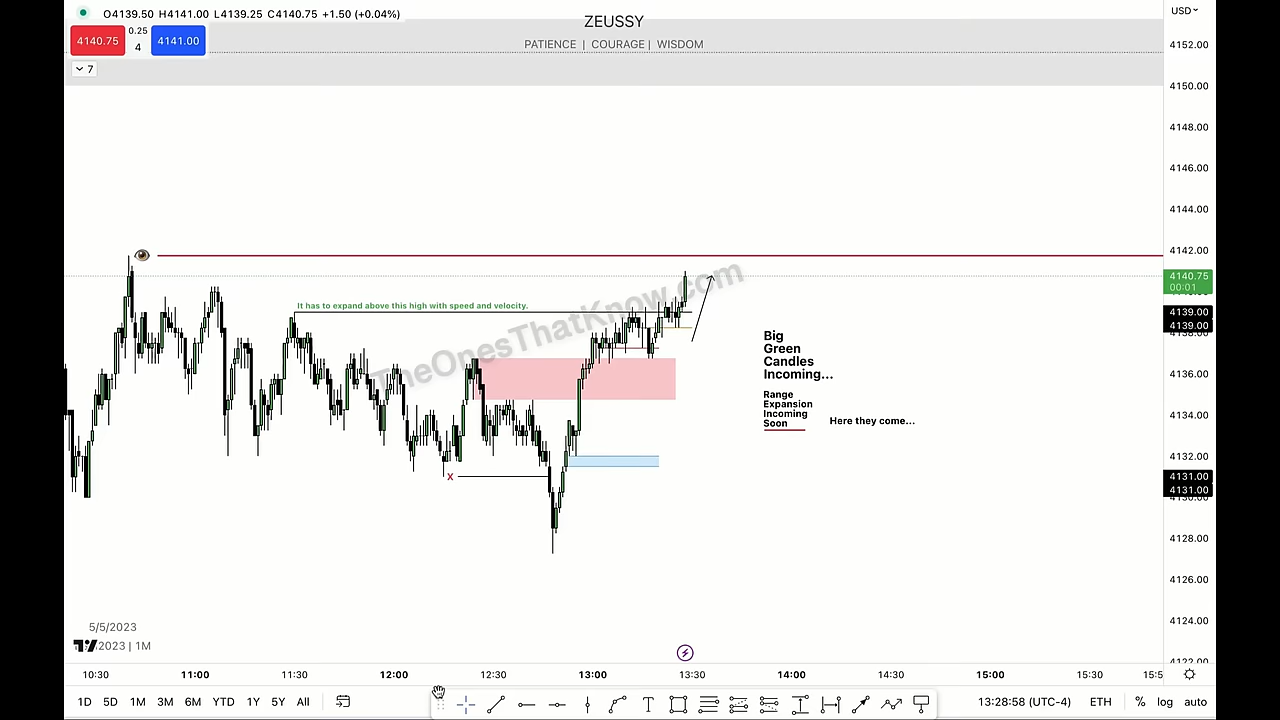 O4139.50 H4141.00 L4139.25 C4140.75 +1.50 (+0.04%)
ZEUSSY
USD
4140.75
0.25
4
4141.00
PATIENCE | COURAGE | WISDOM
7
4152.00
4150.00
4148.00
4146.00
4144.00
4142.00
4140.75
00:01
It has to expand above this high with speed and velocity.
4139.00
4139.00
TheOnesThatKnow.com
Big
Green
Candles
Incoming...
4136.00
Range
Expansion
Incoming
Soon
Here they come...
4134.00
4132.00
X
4131.00
4131.00
4128.00
4126.00
4124.00
5/5/2023
2023 | 1M
10:30 11:00 11:30 12:00 12:30 13:00 13:30 14:00 14:30 15:00 15:30 15:5
1D 5D 1M 3M 6M YTD 1Y 5Y All
13:28:58 (UTC-4) ETH % log auto